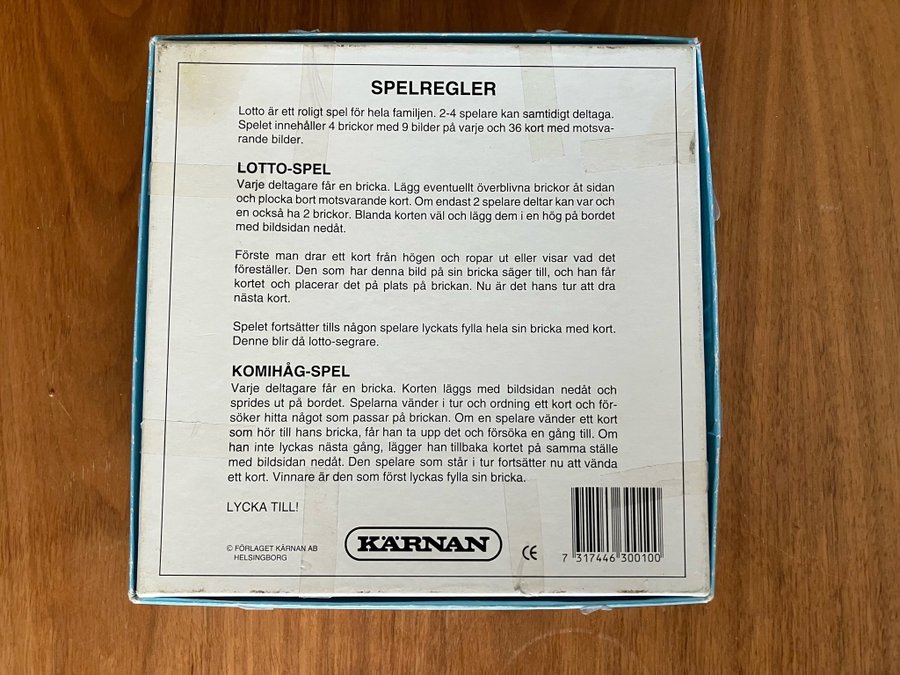 SPELREGLER
Lotto är ett roligt spel för hela familjen. 2-4 spelare kan samtidigt deltaga.
Spelet innehåller 4 brickor med 9 bilder på varje och 36 kort med motsva-
rande bilder.
LOTTO-SPEL
Varje deltagare får en bricka. Lägg eventuellt överblivna brickor åt sidan
och plocka bort motsvarande kort. Om endast 2 spelare deltar kan var och
en också ha 2 brickor. Blanda korten väl och lägg dem i en hög på bordet
med bildsidan nedåt.
Förste man drar ett kort från högen och ropar ut eller visar vad det
föreställer. Den som har denna bild på sin bricka säger till, och han får
kortet och placerar det på plats på brickan. Nu är det hans tur att dra
nästa kort.
Spelet fortsätter tills någon spelare lyckats fylla hela sin bricka med kort.
Denne blir då lotto-segrare.
KOMIHÅG-SPEL
Varje deltagare får en bricka. Korten läggs med bildsidan nedåt och
sprides ut på bordet. Spelarna vänder i tur och ordning ett kort och för-
söker hitta något som passar på brickan. Om en spelare vänder ett kort
som hör till hans bricka, får han ta upp det och försöka en gång till. Om
han inte lyckas nästa gång, lägger han tillbaka kortet på samma ställe
med bildsidan nedåt. Den spelare som står i tur fortsätter nu att vända
ett kort. Vinnare är den som först lyckas fylla sin bricka.
LYCKA TILL!
© FÖRLAGET KÄRNAN AB
HELSINGBORG
KÄRNAN
CE
7 317446 300100